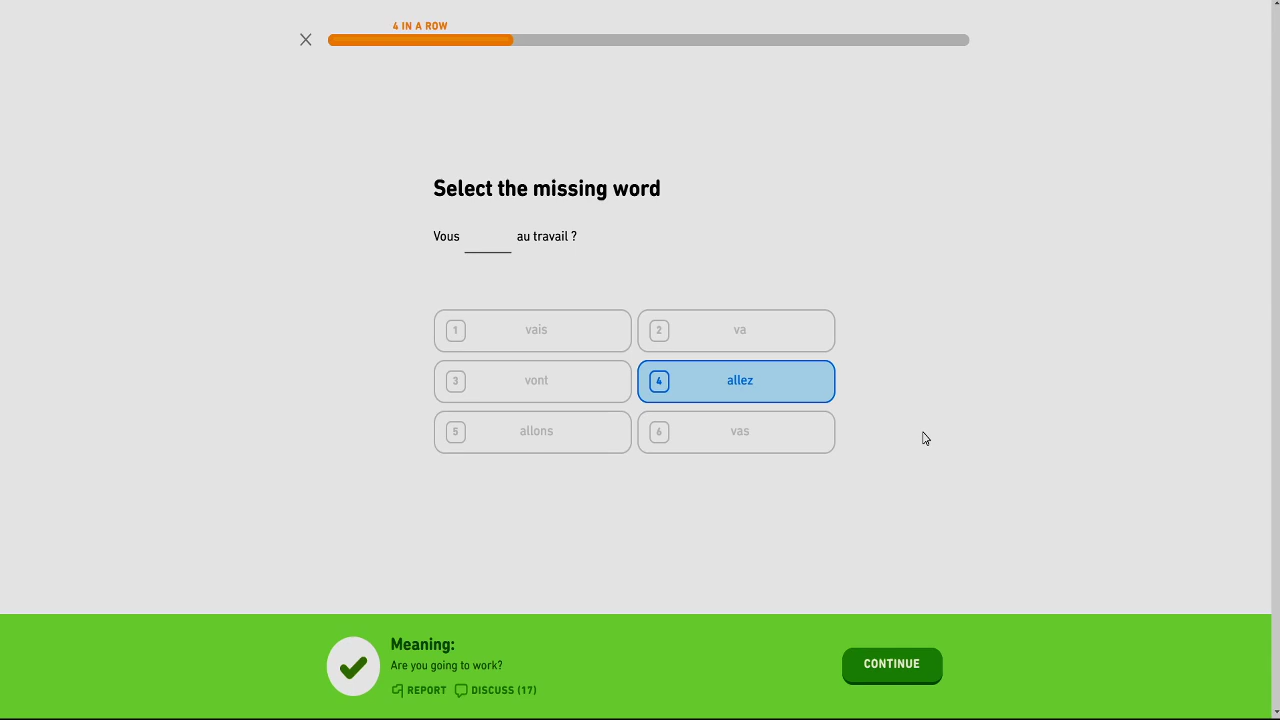 4 IN A ROW
Select the missing word
Vous ______ au travail ?
1 vais
2 va
3 vont
4 allez
5 allons
6 vas
Meaning:
Are you going to work?
REPORT DISCUSS (17)
CONTINUE